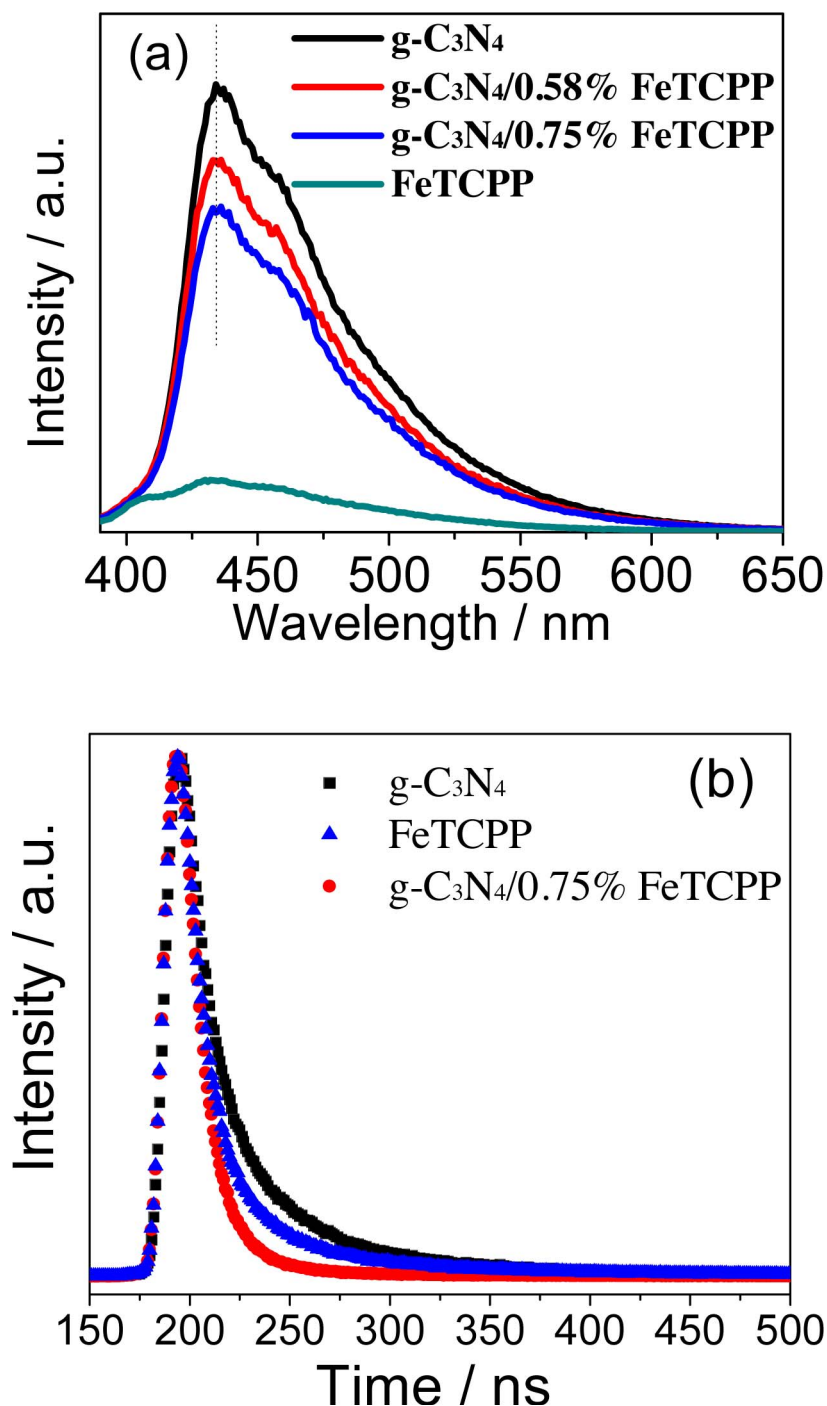 (a)
g-C₃N₄
g-C₃N₄/0.58% FeTCPP
g-C₃N₄/0.75% FeTCPP
FeTCPP
Intensity / a.u.
400 450 500 550 600 650
Wavelength / nm
(b)
g-C₃N₄
FeTCPP
g-C₃N₄/0.75% FeTCPP
Intensity / a.u.
150 200 250 300 350 400 450 500
Time / ns